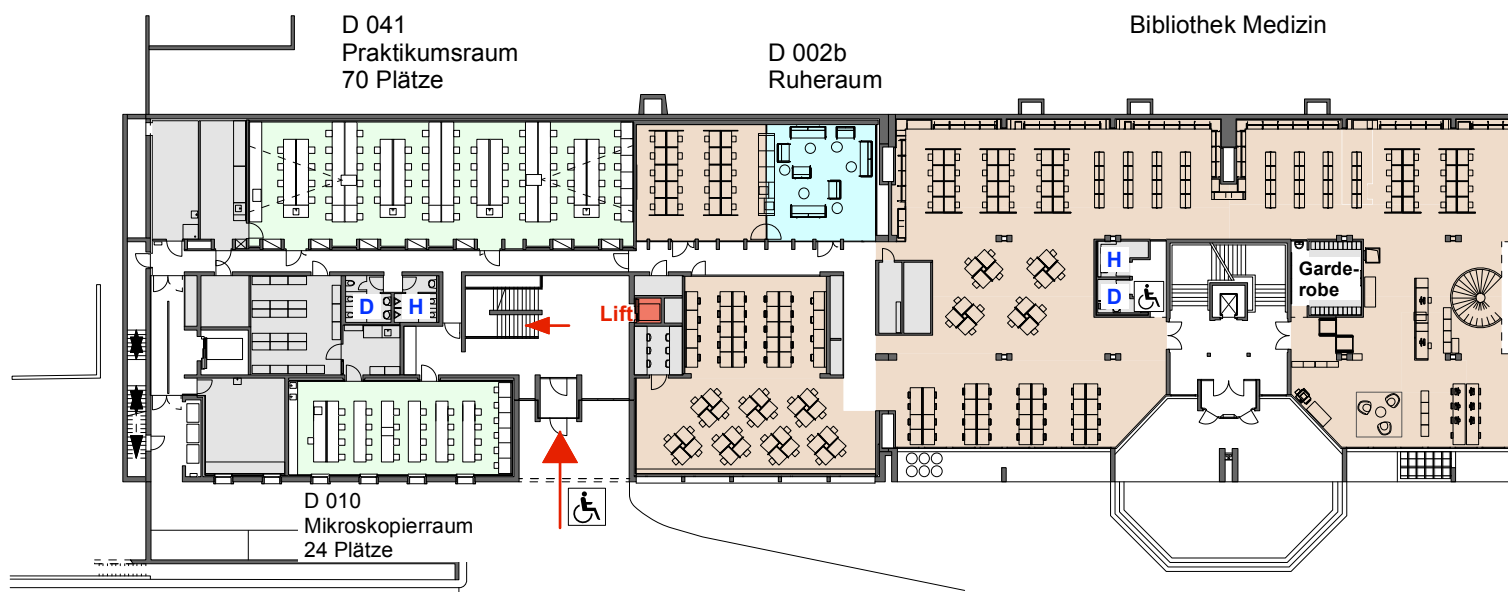 D 041
Praktikumsraum
70 Plätze
D 002b
Ruheraum
Bibliothek Medizin
H
D
Garde-
robe
D
H
Lift
D 010
Mikroskopierraum
24 Plätze